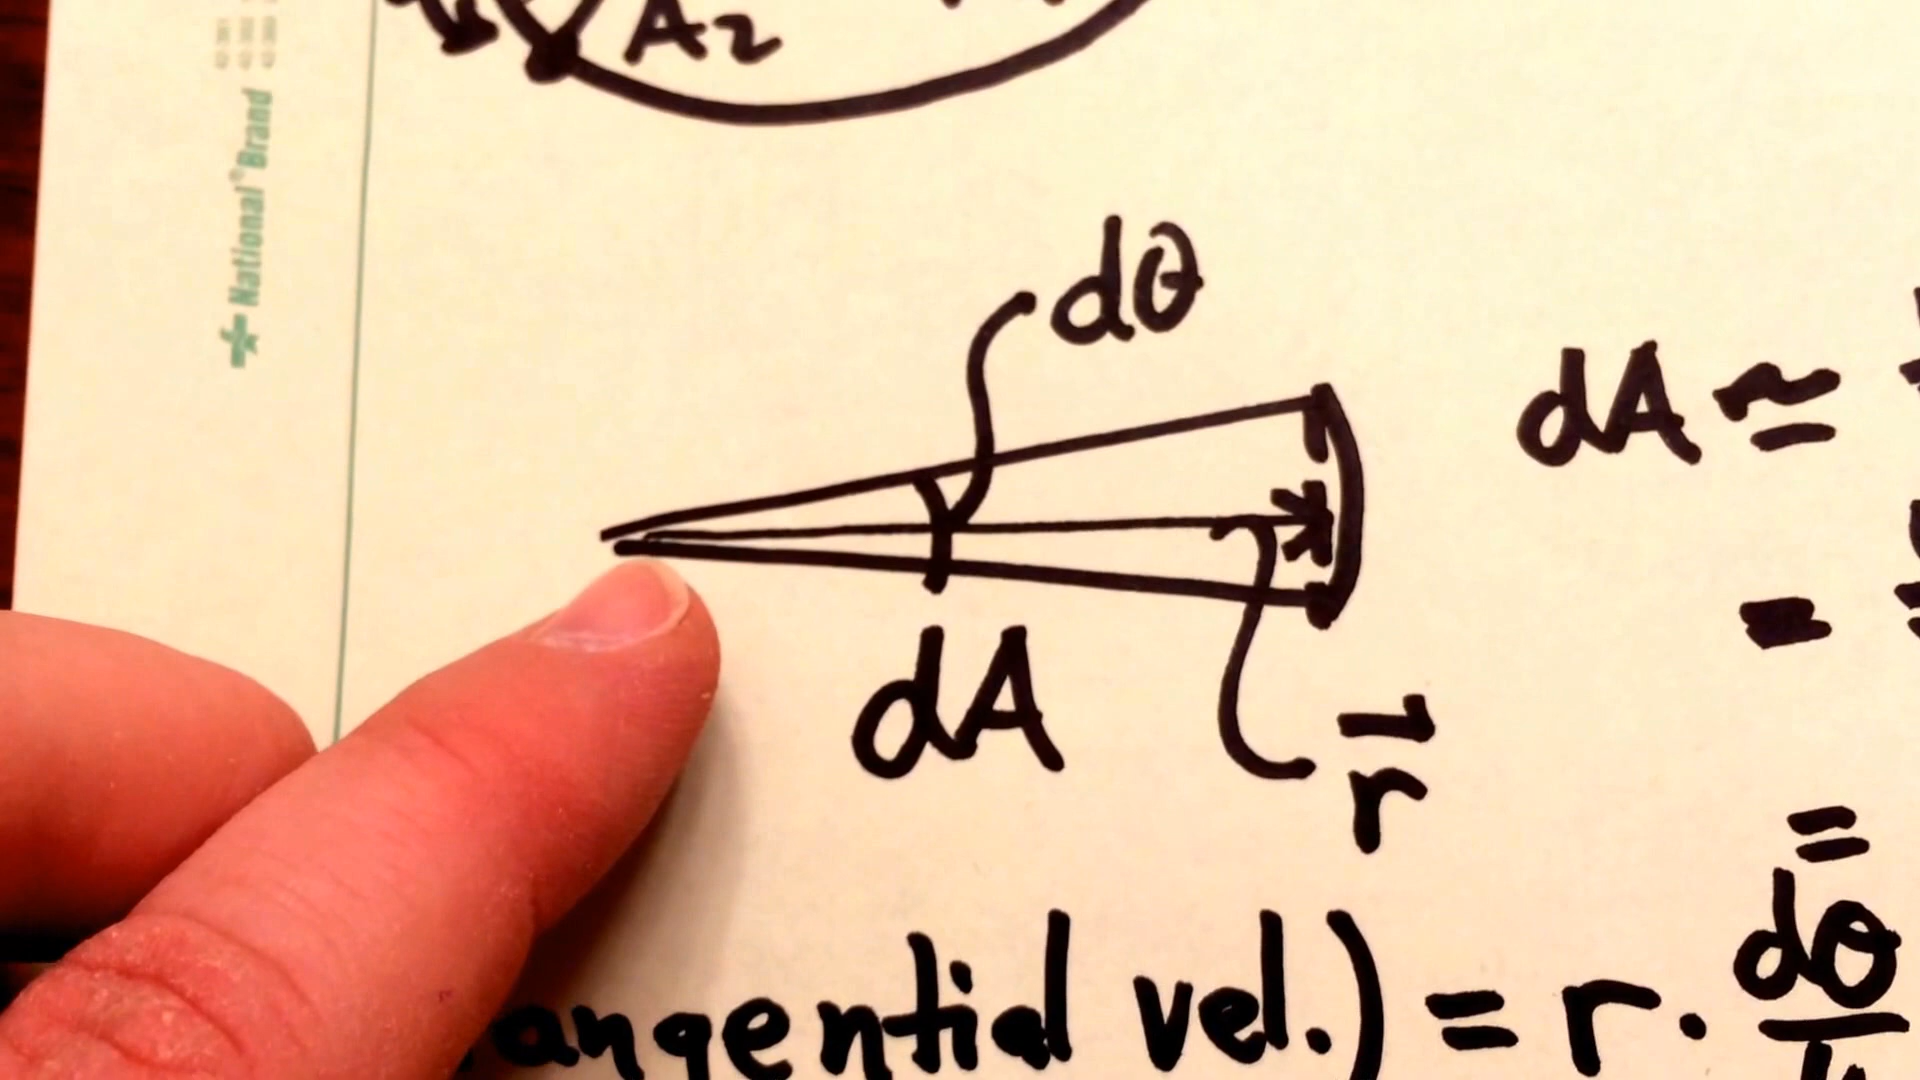 National® Brand
A2
dθ
dA ≃
=
dA
r⃗
=
angential vel.) = r · dθ